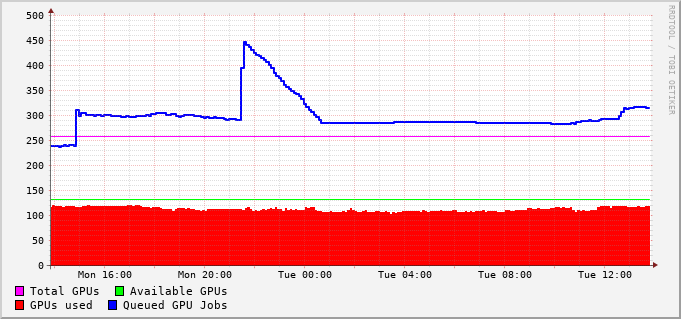 500
450
400
350
300
250
200
150
100
50
0
Mon 16:00 Mon 20:00 Tue 00:00 Tue 04:00 Tue 08:00 Tue 12:00
Total GPUs Available GPUs
GPUs used Queued GPU Jobs
RRDTOOL / TOBI OETIKER